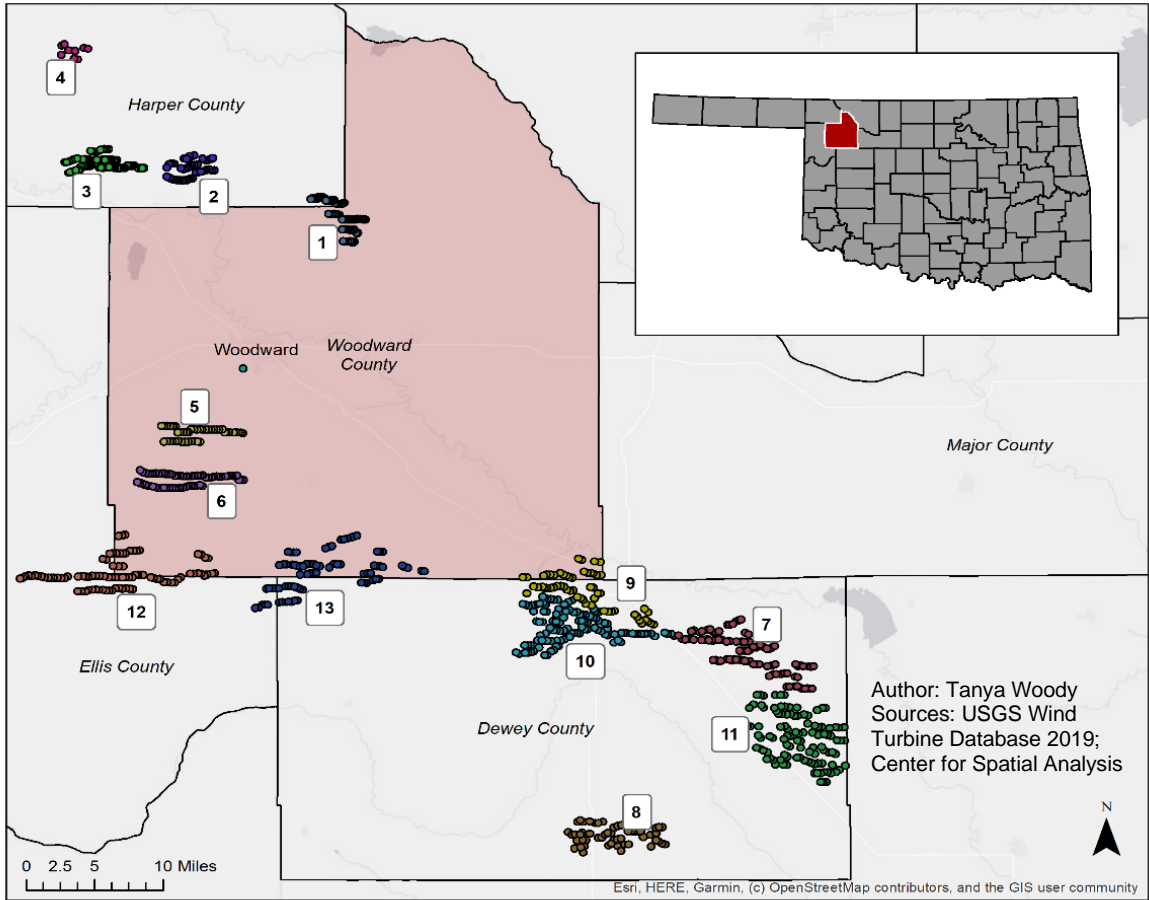 4
Harper County
3
2
1
Woodward
Woodward
County
5
Major County
6
9
12
13
7
10
Ellis County
Author: Tanya Woody
Sources: USGS Wind
Turbine Database 2019;
Center for Spatial Analysis
Dewey County
11
8
N
0 2.5 5 10 Miles
Esri, HERE, Garmin, (c) OpenStreetMap contributors, and the GIS user community